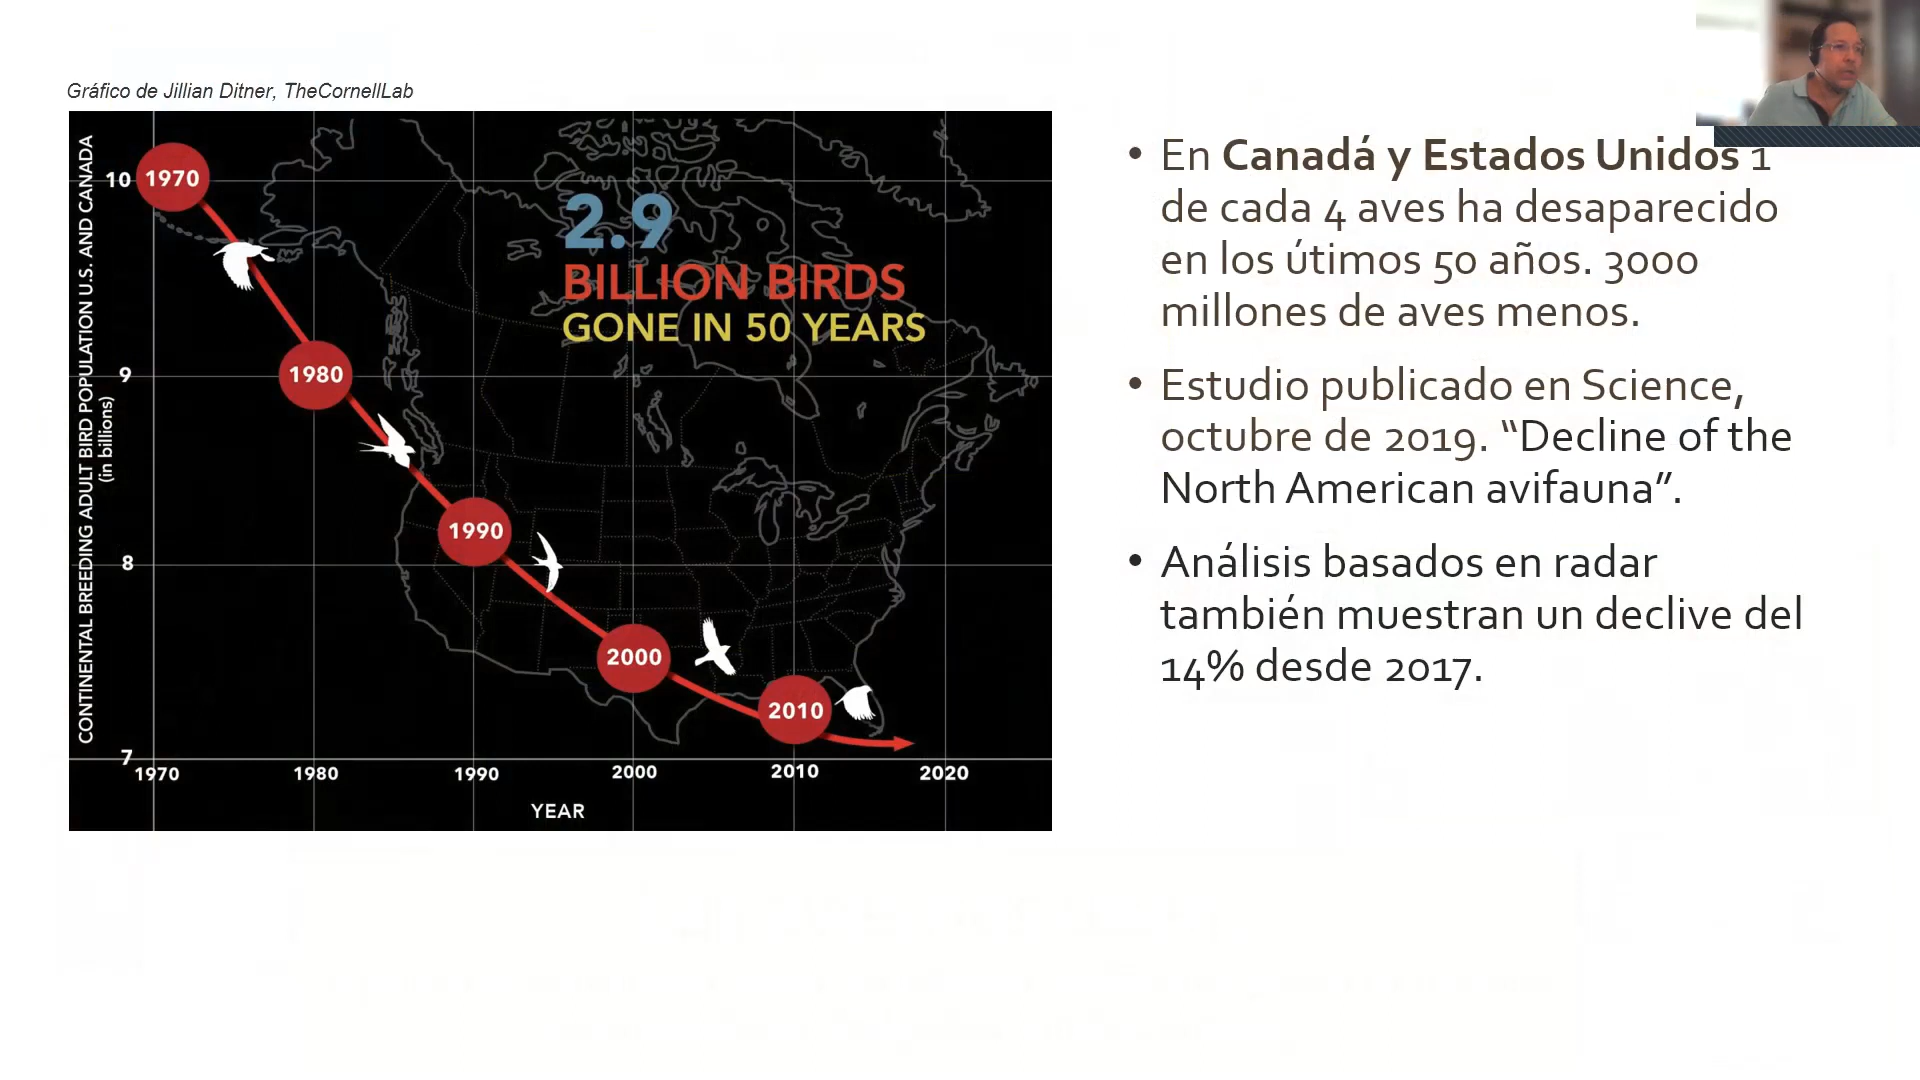 Gráfico de Jillian Ditner, TheCornellLab
CONTINENTAL BREEDING ADULT BIRD POPULATION U.S. AND CANADA
(in billions)
10
9
8
7
1970
1980
1990
2000
2010
2.9
BILLION BIRDS
GONE IN 50 YEARS
1970
1980
1990
2000
2010
2020
YEAR
• En Canadá y Estados Unidos 1
de cada 4 aves ha desaparecido
en los útimos 50 años. 3000
millones de aves menos.
• Estudio publicado en Science,
octubre de 2019. “Decline of the
North American avifauna”.
• Análisis basados en radar
también muestran un declive del
14% desde 2017.